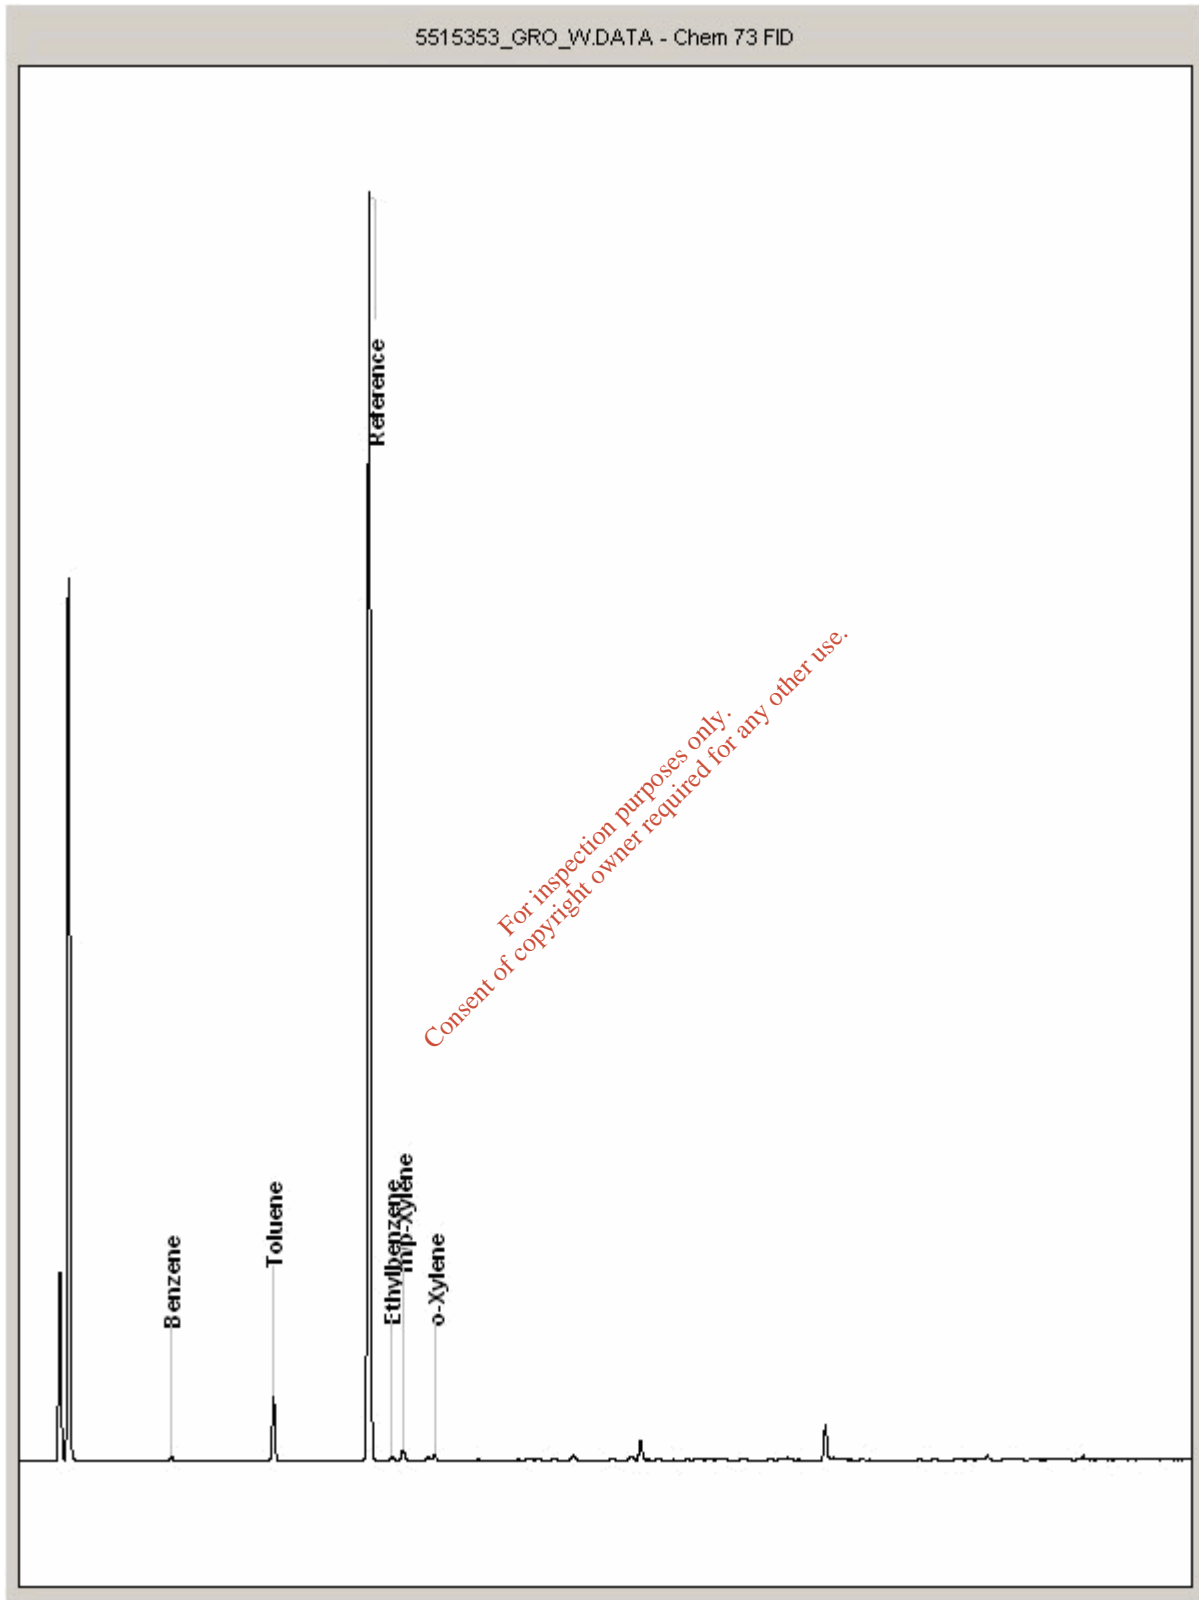 5515353_GRO_W.DATA - Chem 73 FID
Reference
For inspection purposes only.
Consent of copyright owner required for any other use.
Benzene
Toluene
Ethylbenzene
m/p-Xylene
o-Xylene